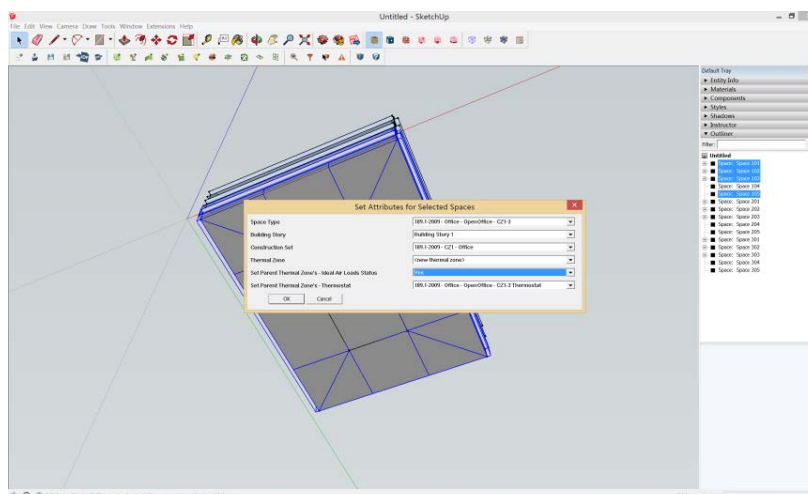 Untitled - SketchUp
File Edit View Camera Draw Tools Window Extensions Help
Default Tray
Entity Info
Materials
Components
Styles
Shadows
Instructor
Outliner
Filter:
Untitled
Space: Space 101
Space: Space 102
Space: Space 103
Space: Space 104
Space: Space 105
Space: Space 201
Space: Space 202
Space: Space 203
Space: Space 204
Space: Space 205
Space: Space 301
Space: Space 302
Space: Space 303
Space: Space 304
Space: Space 305
Set Attributes for Selected Spaces
Space Type 189.1-2009 - Office - OpenOffice - CZ1-3
Building Story Building Story 1
Construction Set 189.1-2009 - CZ1 - Office
Thermal Zone <new thermal zone>
Set Parent Thermal Zone's - Ideal Air Loads Status Yes
Set Parent Thermal Zone's - Thermostat 189.1-2009 - Office - OpenOffice - CZ1-3 Thermostat
OK Cancel